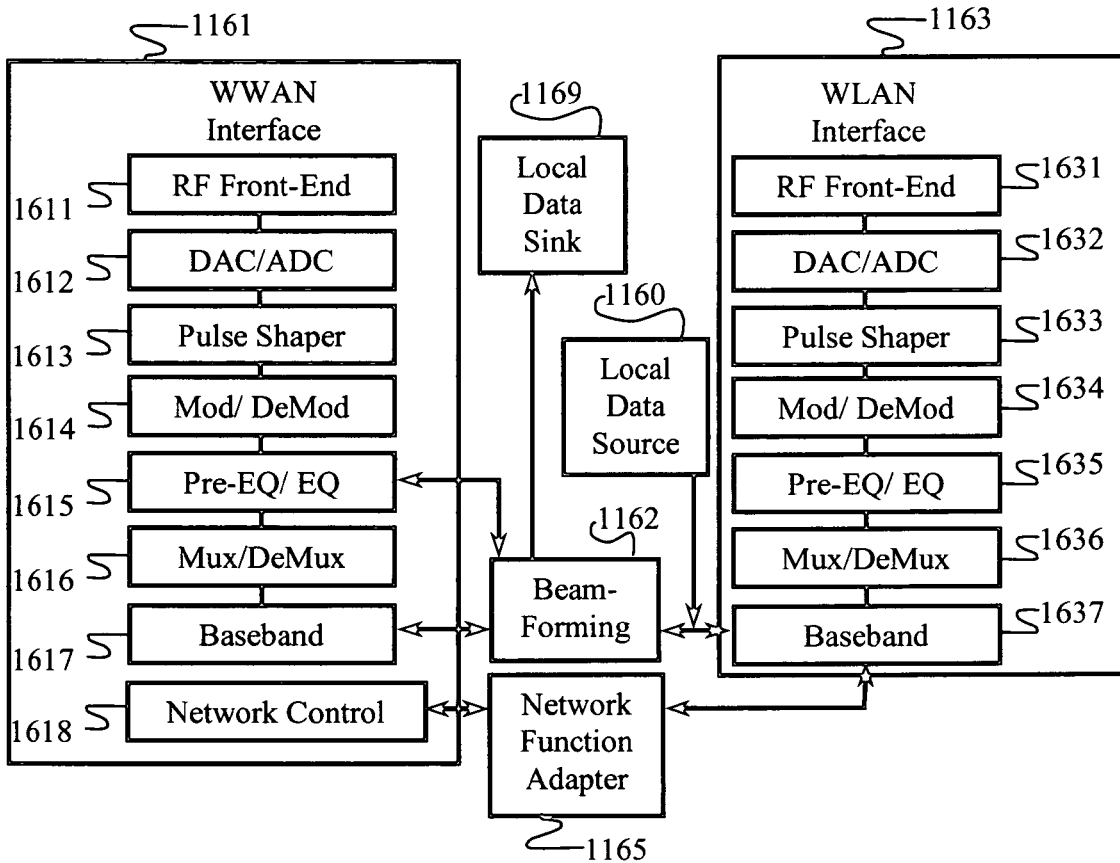 1161
WWAN
Interface
RF Front-End
1611
DAC/ADC
1612
Pulse Shaper
1613
Mod/ DeMod
1614
Pre-EQ/ EQ
1615
Mux/DeMux
1616
Baseband
1617
Network Control
1618
1169
Local
Data
Sink
1160
Local
Data
Source
1162
Beam-
Forming
Network
Function
Adapter
1165
1163
WLAN
Interface
RF Front-End
1631
DAC/ADC
1632
Pulse Shaper
1633
Mod/ DeMod
1634
Pre-EQ/ EQ
1635
Mux/DeMux
1636
Baseband
1637